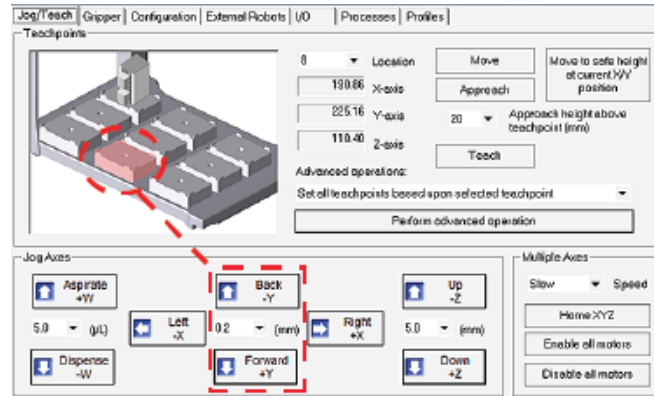 Jog/Teach Gripper Configuration External Robots I/O Processes Profiles
Teachpoints
8 Location Move Move to safe height at current X/Y position
190.86 X-axis Approach
225.16 Y-axis 20 Approach height above teachpoint (mm)
110.40 Z-axis Teach
Advanced operations:
Set all teachpoints based upon selected teachpoint
Perform advanced operation
Jog Axes
Aspirate
+W
5.0 (µL)
Dispense
-W
Left
-X
Back
-Y
0.2 (mm)
Forward
+Y
Right
+X
Up
-Z
5.0 (mm)
Down
+Z
Multiple Axes
Slow Speed
Home XYZ
Enable all motors
Disable all motors